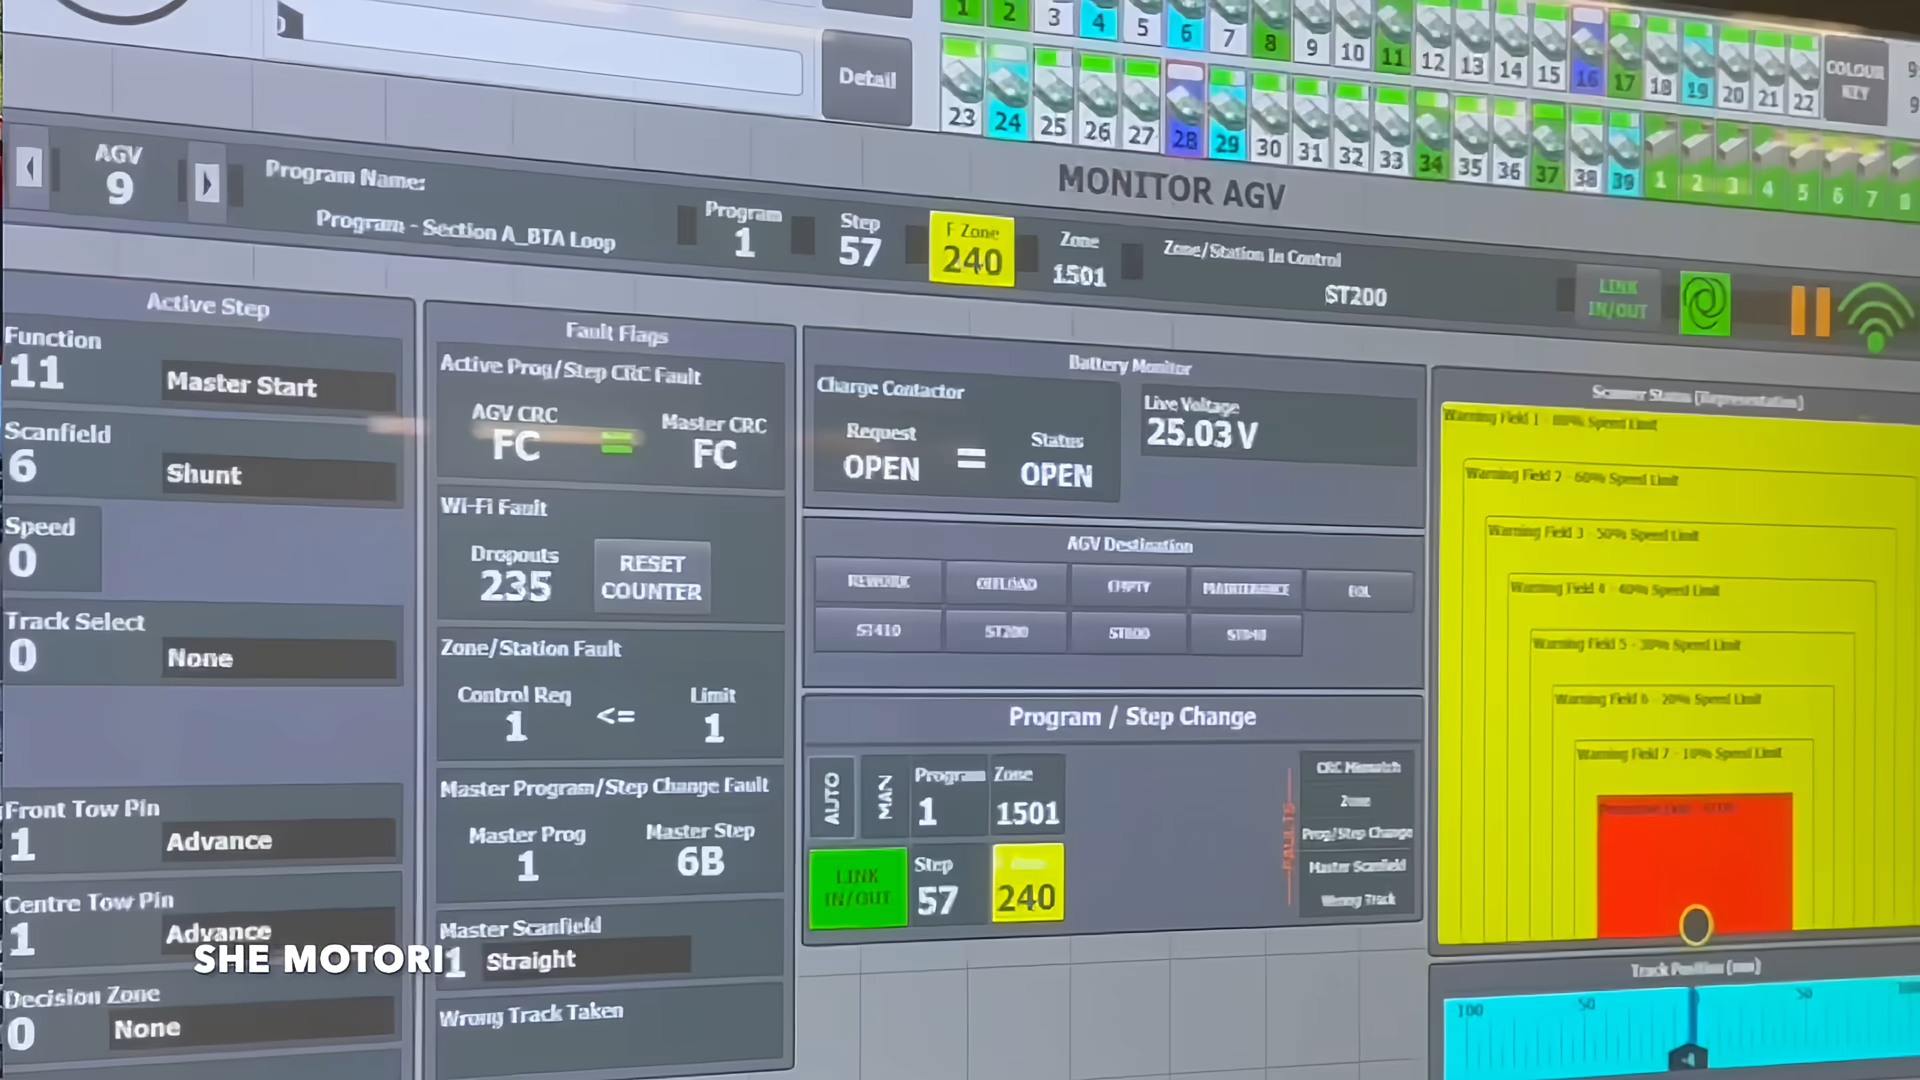 Detail
1 2 3 4 5 6 7 8 9 10 11 12 13 14 15 16 17 18 19 20 21 22
COLOUR KEY
23 24 25 26 27 28 29 30 31 32 33 34 35 36 37 38 39 1 2 3 4 5 6 7 8
MONITOR AGV
AGV
9
Program Name:
Program - Section A_BTA Loop
Program
1
Step
57
F Zone
240
Zone
1501
Zone/Station In Control
ST200
LINK
IN/OUT
Active Step
Function
11 Master Start
Scanfield
6 Shunt
Speed
0
Track Select
0 None
Front Tow Pin
1 Advance
Centre Tow Pin
1 Advance
Decision Zone
0 None
Fault Flags
Active Prog/Step CRC Fault
AGV CRC Master CRC
FC = FC
Wi-Fi Fault
Dropouts
235
RESET
COUNTER
Zone/Station Fault
Control Req Limit
1 <= 1
Master Program/Step Change Fault
Master Prog Master Step
1 6B
Master Scanfield
1 Straight
Wrong Track Taken
Battery Monitor
Charge Contactor
Request Status
OPEN = OPEN
Live Voltage
25.03 V
AGV Destination
REWORK OFFLOAD EMPTY MAINTENANCE EOL
ST410 ST200
Program / Step Change
AUTO
MAN
Program Zone
1 1501
LINK
IN/OUT
Step
57 240
FAULTS
CRC Mismatch
Zone
Prog/Step Change
Master Scanfield
Wrong Track
Scanner Status (Representation)
Warning Field 1 - 80% Speed Limit
Warning Field 2 - 60% Speed Limit
Warning Field 3 - 50% Speed Limit
Warning Field 4 - 40% Speed Limit
Warning Field 5 - 30% Speed Limit
Warning Field 6 - 20% Speed Limit
Warning Field 7 - 10% Speed Limit
Track Position (mm)
100 50 50
SHE MOTORI